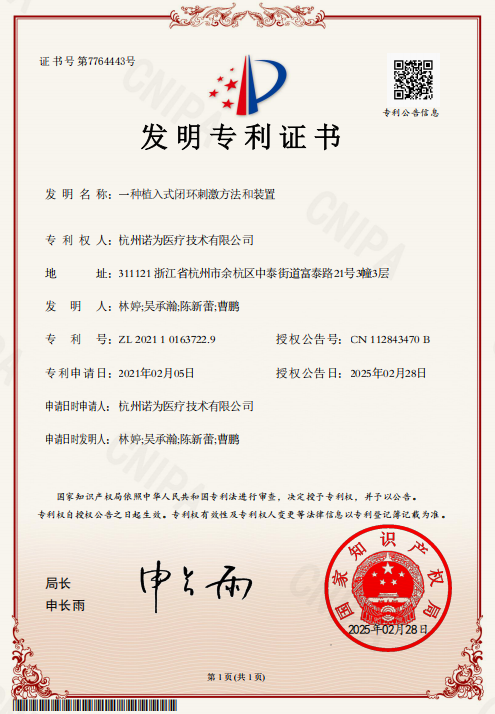 证书号第7764443号
专利公告信息
发明专利证书
发明名称：一种植入式闭环刺激方法和装置
专利权人：杭州诺为医疗技术有限公司
地址：311121 浙江省杭州市余杭区中泰街道富泰路21号3幢3层
发明人：林婷;吴承瀚;陈新蕾;曹鹏
专利号：ZL 2021 1 0163722.9 授权公告号：CN 112843470 B
专利申请日：2021年02月05日 授权公告日：2025年02月28日
申请日时申请人：杭州诺为医疗技术有限公司
申请日时发明人：林婷;吴承瀚;陈新蕾;曹鹏
国家知识产权局依照中华人民共和国专利法进行审查，决定授予专利权，并予以公告。
专利权自授权公告之日起生效。专利权有效性及专利权人变更等法律信息以专利登记簿记载为准。
局长
申长雨
申长雨
国家知识产权局
2025年02月28日
第1页(共1页)
CNIPA
CNIPA
CNIPA
CNIPA